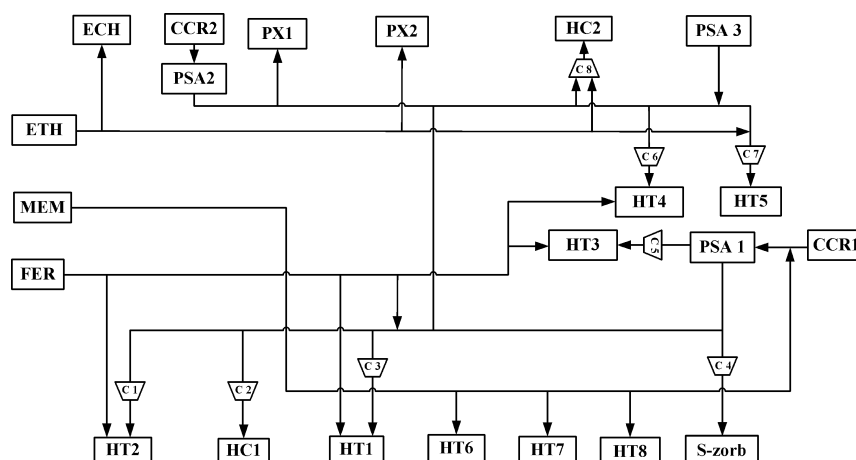 ECH
CCR2
PX1
PX2
HC2
PSA 3
PSA2
C 8
ETH
C 6
C 7
HT4
HT5
MEM
HT3
C 5
PSA 1
CCR1
FER
C 1
C 2
C 3
C 4
HT2
HC1
HT1
HT6
HT7
HT8
S-zorb